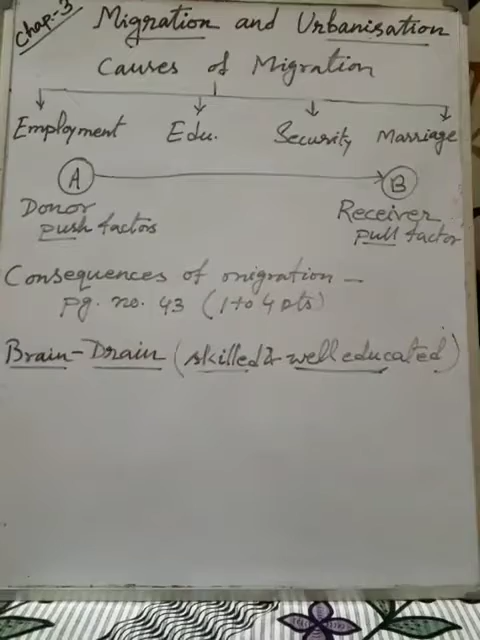 Chap-3
Migration and Urbanisation
Causes of Migration
Employment Edu. Security Marriage
A B
Donor Receiver
push factors pull factor
Consequences of migration –
pg. no. 43 (1 to 4 pts)
Brain-Drain (skilled & well educated)